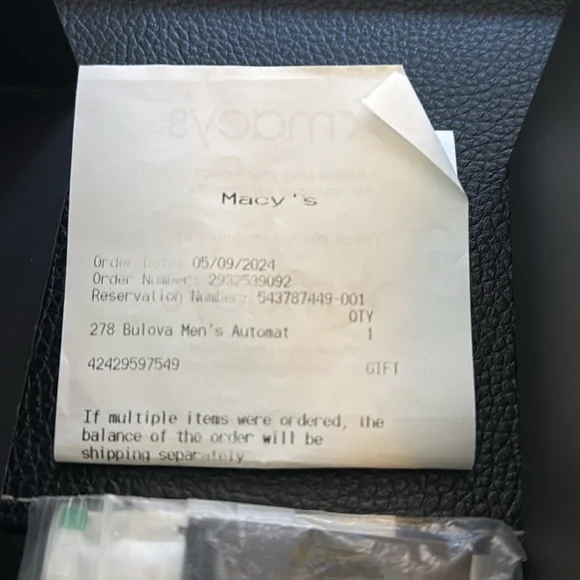 Macy's
Order Date: 05/09/2024
Order Number: 2932539092
Reservation Number: 543787449-001
QTY
278 Bulova Men's Automat 1
42429597549 GIFT
If multiple items were ordered, the
balance of the order will be
shipping separately